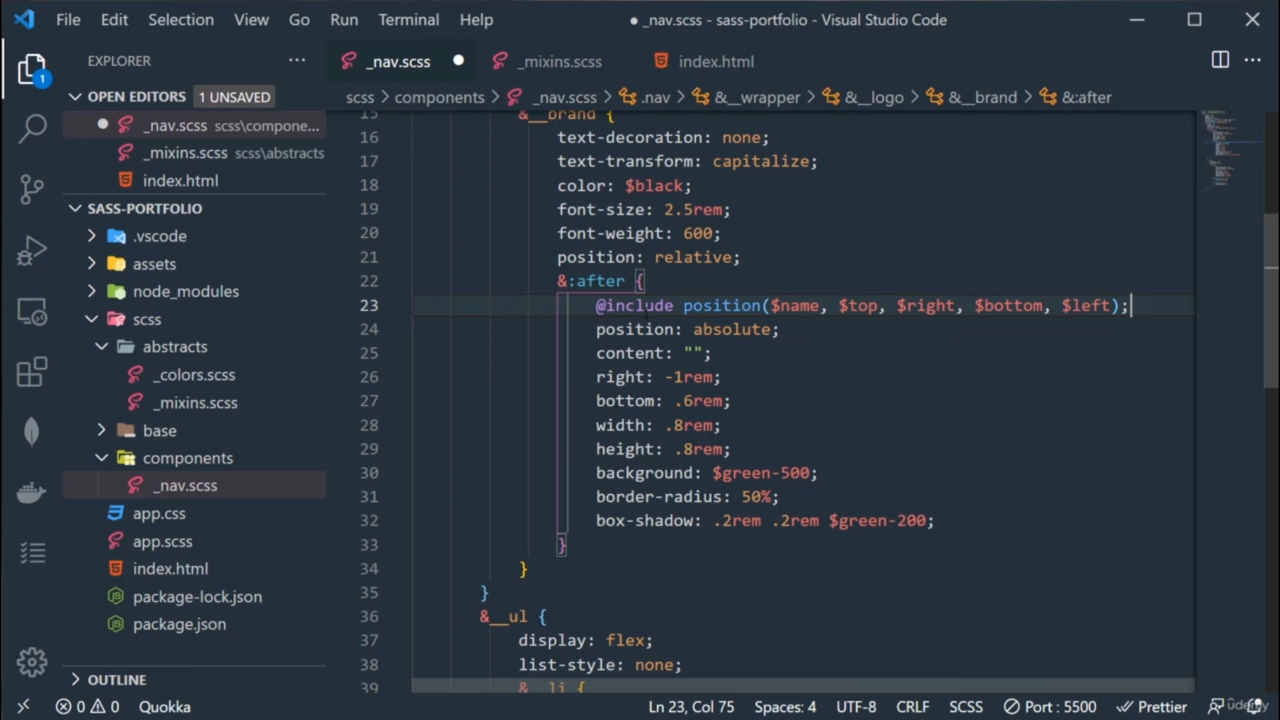 File Edit Selection View Go Run Terminal Help ● _nav.scss - sass-portfolio - Visual Studio Code
EXPLORER ···
_nav.scss
_mixins.scss
index.html
OPEN EDITORS 1 UNSAVED
_nav.scss scss\compone...
_mixins.scss scss\abstracts
index.html
SASS-PORTFOLIO
.vscode
assets
node_modules
scss
abstracts
_colors.scss
_mixins.scss
base
components
_nav.scss
app.css
app.scss
index.html
package-lock.json
package.json
OUTLINE
1
scss > components > _nav.scss > .nav > &__wrapper > &__logo > &__brand > &:after
15 &__brand {
16 text-decoration: none;
17 text-transform: capitalize;
18 color: $black;
19 font-size: 2.5rem;
20 font-weight: 600;
21 position: relative;
22 &:after {
23 @include position($name, $top, $right, $bottom, $left);
24 position: absolute;
25 content: "";
26 right: -1rem;
27 bottom: .6rem;
28 width: .8rem;
29 height: .8rem;
30 background: $green-500;
31 border-radius: 50%;
32 box-shadow: .2rem .2rem $green-200;
33 }
34 }
35 }
36 &__ul {
37 display: flex;
38 list-style: none;
39 &__li {
0 0 Quokka Ln 23, Col 75 Spaces: 4 UTF-8 CRLF SCSS Port : 5500 Prettier
udemy